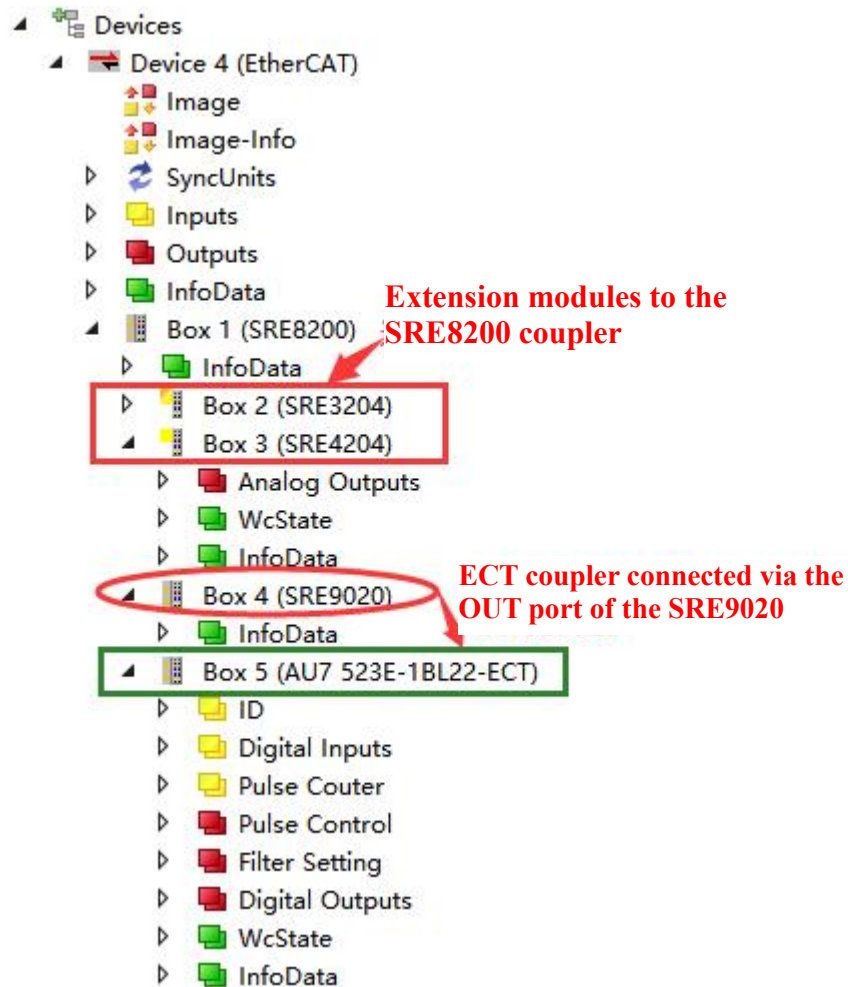 Devices
Device 4 (EtherCAT)
Image
Image-Info
SyncUnits
Inputs
Outputs
InfoData
Extension modules to the
SRE8200 coupler
Box 1 (SRE8200)
InfoData
Box 2 (SRE3204)
Box 3 (SRE4204)
Analog Outputs
WcState
InfoData
ECT coupler connected via the
OUT port of the SRE9020
Box 4 (SRE9020)
InfoData
Box 5 (AU7 523E-1BL22-ECT)
ID
Digital Inputs
Pulse Couter
Pulse Control
Filter Setting
Digital Outputs
WcState
InfoData